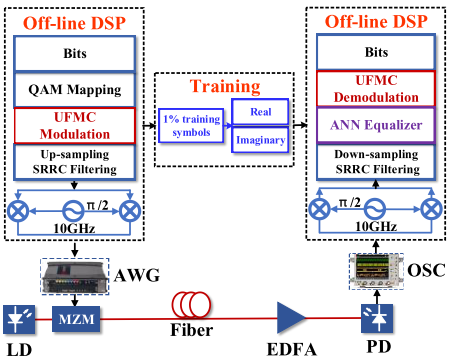 Off-line DSP
Bits
QAM Mapping
UFMC
Modulation
Up-sampling
SRRC Filtering
π/2
10GHz
AWG
Training
1% training
symbols
Real
Imaginary
Off-line DSP
Bits
UFMC
Demodulation
ANN Equalizer
Down-sampling
SRRC Filtering
π/2
10GHz
OSC
LD
MZM
Fiber
EDFA
PD